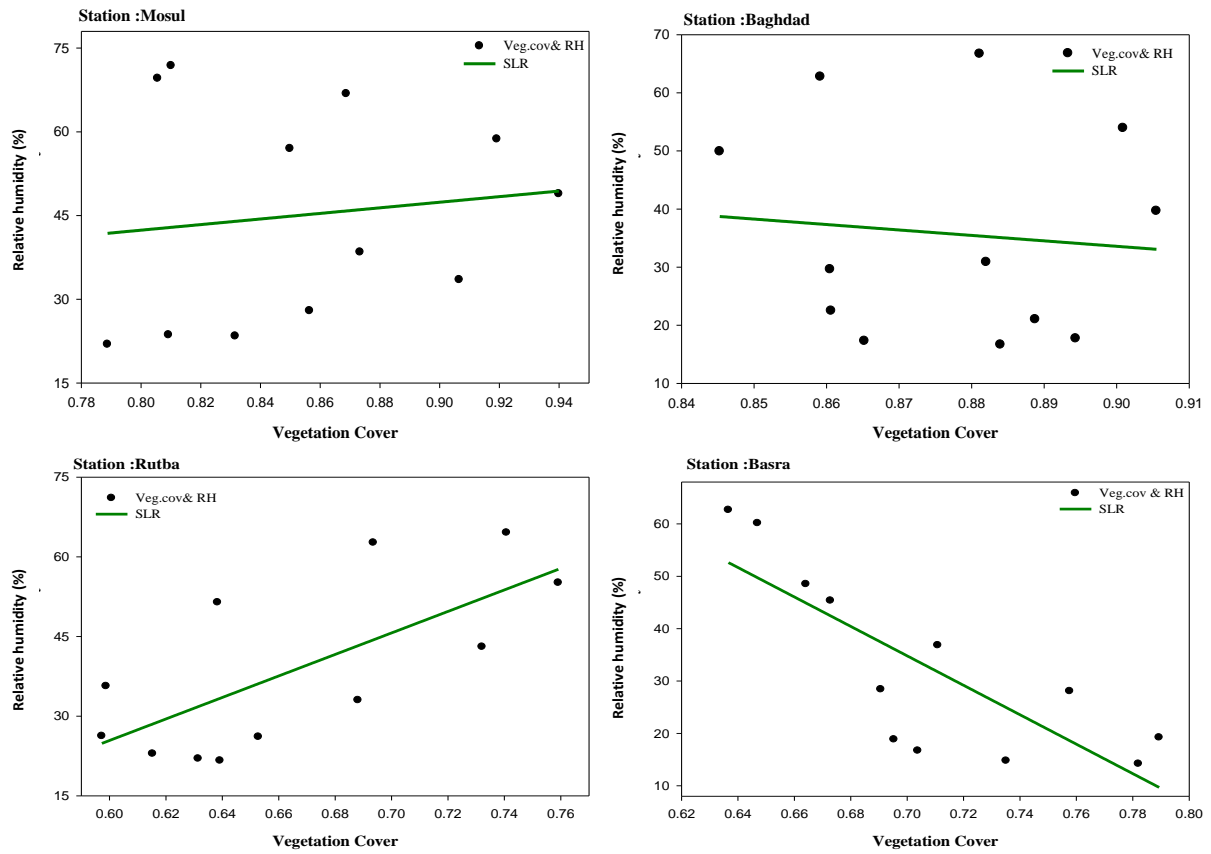 Station :Mosul
Veg.cov& RH
SLR
75
60
45
30
15
Relative humidity (%)
0.78 0.80 0.82 0.84 0.86 0.88 0.90 0.92 0.94
Vegetation Cover
Station :Baghdad
Veg.cov& RH
SLR
70
60
50
40
30
20
10
Relative humidity (%)
0.84 0.85 0.86 0.87 0.88 0.89 0.90 0.91
Vegetation Cover
Station :Rutba
Veg.cov& RH
SLR
75
60
45
30
15
Relative humidity (%)
0.60 0.62 0.64 0.66 0.68 0.70 0.72 0.74 0.76
Vegetation Cover
Station :Basra
Veg.cov & RH
SLR
60
50
40
30
20
10
Relative humidity (%)
0.62 0.64 0.66 0.68 0.70 0.72 0.74 0.76 0.78 0.80
Vegetation Cover